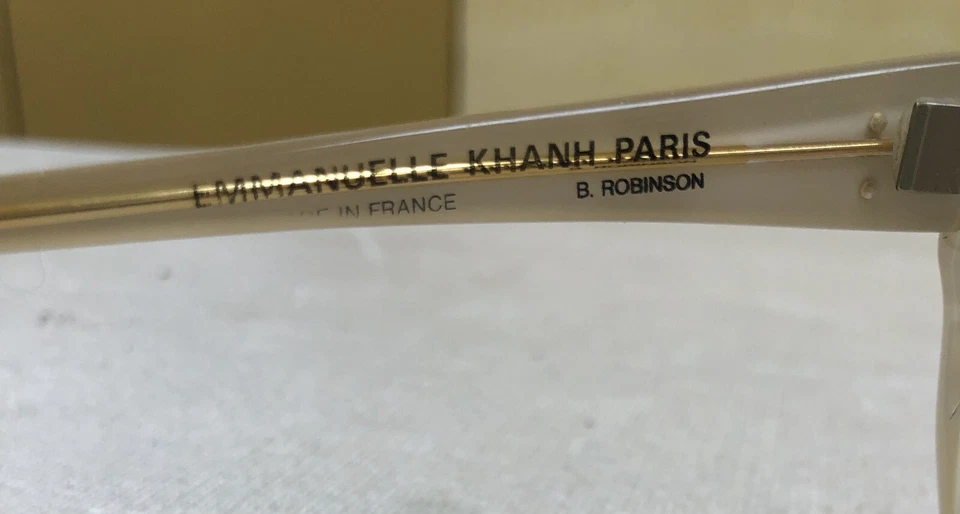 EMMANUELLE KHANH PARIS
IN FRANCE
B. ROBINSON